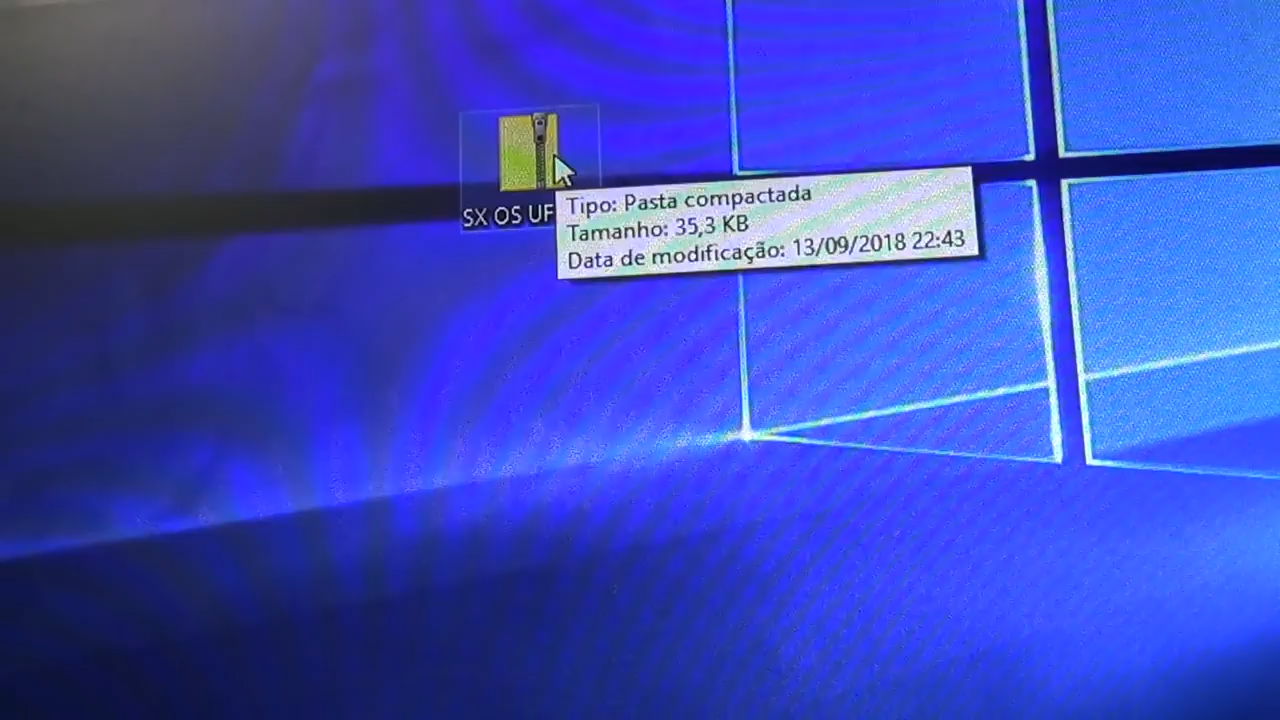 SX OS UF
Tipo: Pasta compactada
Tamanho: 35,3 KB
Data de modificação: 13/09/2018 22:43